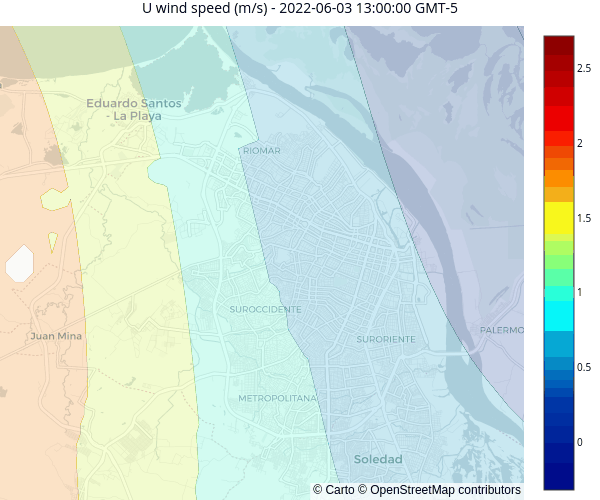 U wind speed (m/s) - 2022-06-03 13:00:00 GMT-5
Eduardo Santos
- La Playa
RIOMAR
SUROCCIDENTE
Juan Mina
SURORIENTE
PALERMO
METROPOLITANA
Soledad
© Carto © OpenStreetMap contributors
2.5
2
1.5
1
0.5
0